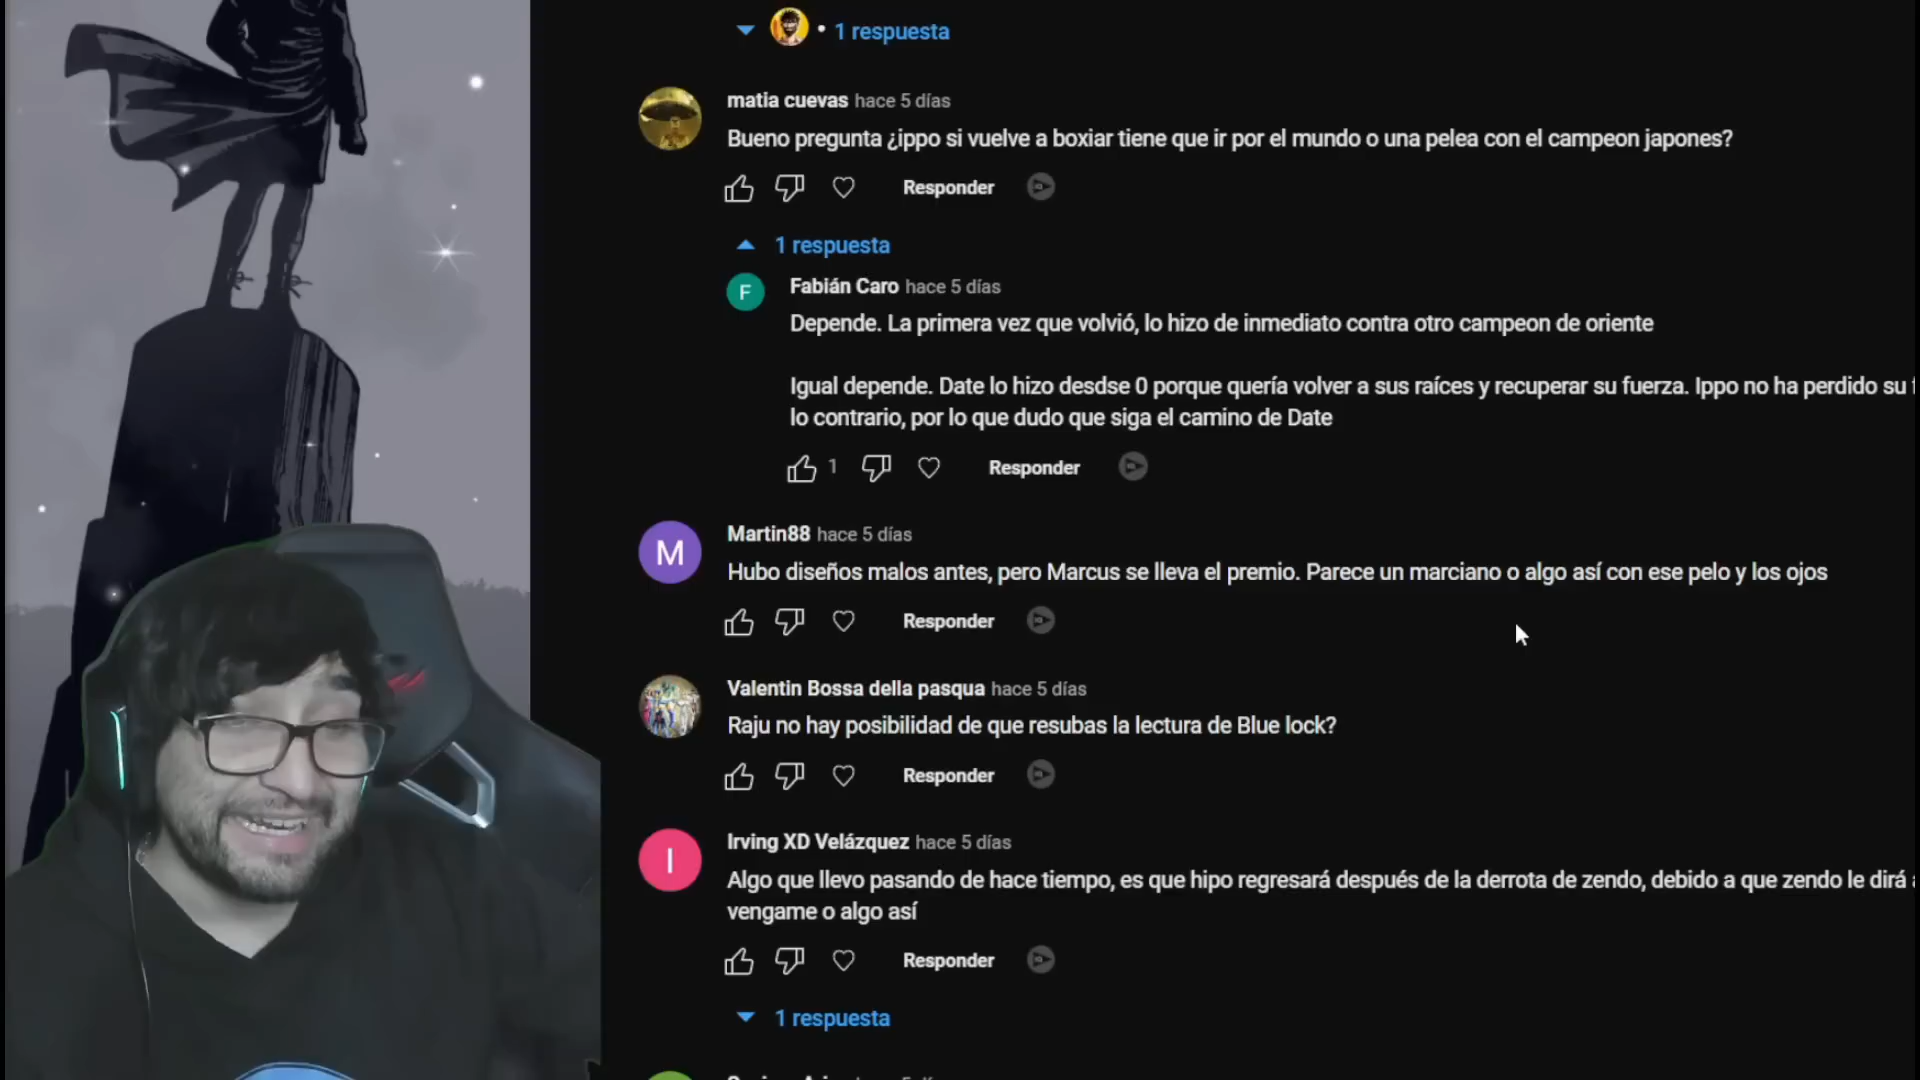 • 1 respuesta
matia cuevas hace 5 días
Bueno pregunta ¿ippo si vuelve a boxiar tiene que ir por el mundo o una pelea con el campeon japones?
Responder
1 respuesta
F
Fabián Caro hace 5 días
Depende. La primera vez que volvió, lo hizo de inmediato contra otro campeon de oriente
Igual depende. Date lo hizo desdse 0 porque quería volver a sus raíces y recuperar su fuerza. Ippo no ha perdido su
lo contrario, por lo que dudo que siga el camino de Date
1 Responder
M
Martin88 hace 5 días
Hubo diseños malos antes, pero Marcus se lleva el premio. Parece un marciano o algo así con ese pelo y los ojos
Responder
Valentin Bossa della pasqua hace 5 días
Raju no hay posibilidad de que resubas la lectura de Blue lock?
Responder
I
Irving XD Velázquez hace 5 días
Algo que llevo pasando de hace tiempo, es que hipo regresará después de la derrota de zendo, debido a que zendo le dirá
vengame o algo así
Responder
1 respuesta